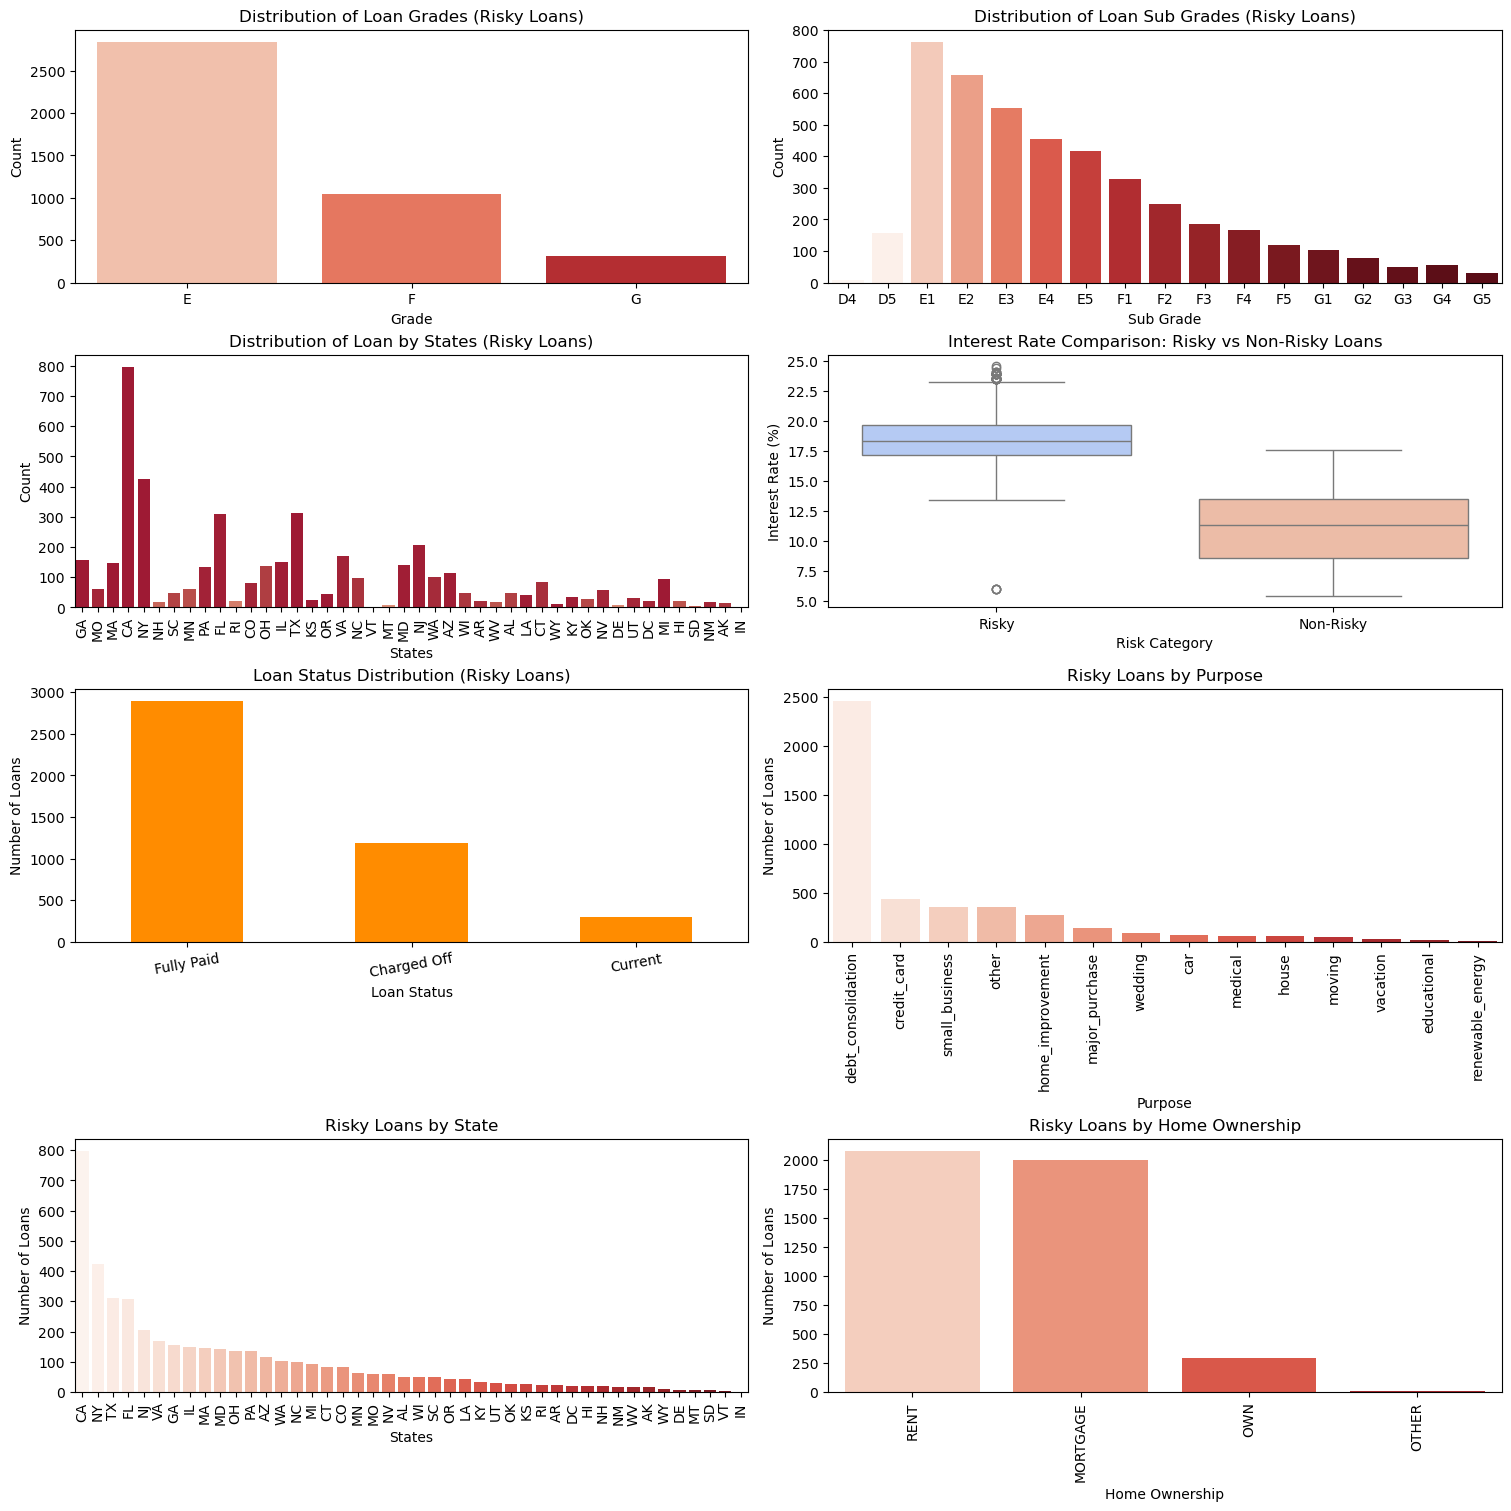 Distribution of Loan Grades (Risky Loans)
Count
2500
2000
1500
1000
500
0
E F G
Grade
Distribution of Loan Sub Grades (Risky Loans)
Count
800
700
600
500
400
300
200
100
0
D4 D5 E1 E2 E3 E4 E5 F1 F2 F3 F4 F5 G1 G2 G3 G4 G5
Sub Grade
Distribution of Loan by States (Risky Loans)
Count
800
700
600
500
400
300
200
100
0
GA MO MA CA NY NH SC MN PA FL RI CO OH IL TX KS OR VA NC VT MT MD NJ WA AZ WI AR WV AL LA CT WY KY OK NV DE UT DC MI HI SD NM AK IN
States
Interest Rate Comparison: Risky vs Non-Risky Loans
Interest Rate (%)
25.0
22.5
20.0
17.5
15.0
12.5
10.0
7.5
5.0
Risky Non-Risky
Risk Category
Loan Status Distribution (Risky Loans)
Number of Loans
3000
2500
2000
1500
1000
500
0
Fully Paid Charged Off Current
Loan Status
Risky Loans by Purpose
Number of Loans
2500
2000
1500
1000
500
0
debt_consolidation credit_card small_business other home_improvement major_purchase wedding car medical house moving vacation educational renewable_energy
Purpose
Risky Loans by State
Number of Loans
800
700
600
500
400
300
200
100
0
CA NY TX FL NJ VA GA IL MA MD OH PA AZ WA NC MI CT CO MN MO NV AL WI SC OR LA KY UT OK KS RI AR DC HI NH NM WV AK WY DE MT SD VT IN
States
Risky Loans by Home Ownership
Number of Loans
2000
1750
1500
1250
1000
750
500
250
0
RENT MORTGAGE OWN OTHER
Home Ownership